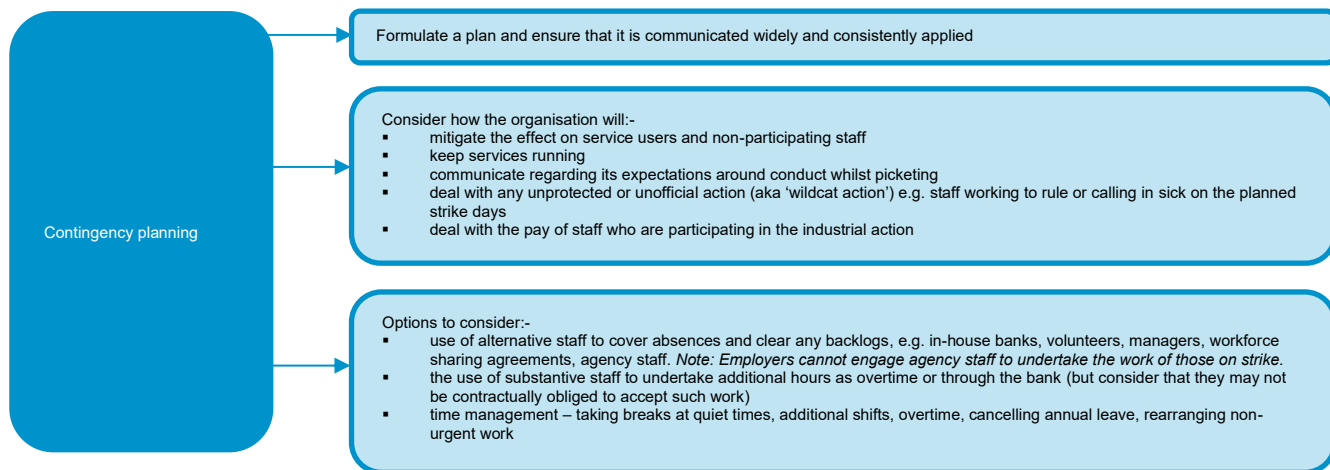 Contingency planning
Formulate a plan and ensure that it is communicated widely and consistently applied
Consider how the organisation will:-
▪ mitigate the effect on service users and non-participating staff
▪ keep services running
▪ communicate regarding its expectations around conduct whilst picketing
▪ deal with any unprotected or unofficial action (aka ‘wildcat action’) e.g. staff working to rule or calling in sick on the planned
strike days
▪ deal with the pay of staff who are participating in the industrial action
Options to consider:-
▪ use of alternative staff to cover absences and clear any backlogs, e.g. in-house banks, volunteers, managers, workforce
sharing agreements, agency staff. Note: Employers cannot engage agency staff to undertake the work of those on strike.
▪ the use of substantive staff to undertake additional hours as overtime or through the bank (but consider that they may not
be contractually obliged to accept such work)
▪ time management – taking breaks at quiet times, additional shifts, overtime, cancelling annual leave, rearranging non-
urgent work